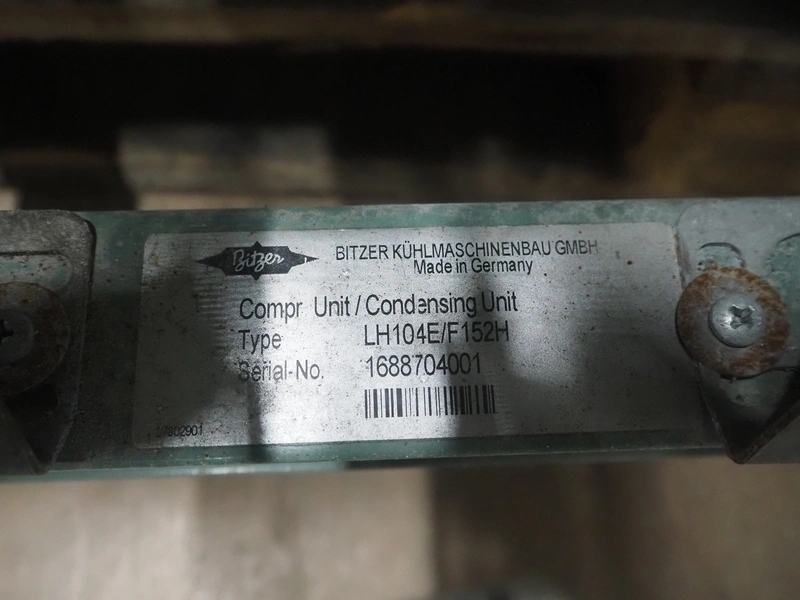 Bitzer
BITZER KÜHLMASCHINENBAU GMBH
Made in Germany
Compr Unit / Condensing Unit
Type LH104E/F152H
Serial-No. 1688704001